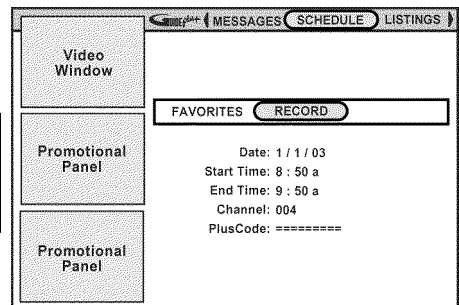 GUIDE Plus+ MESSAGES SCHEDULE LISTINGS
Video
Window
FAVORITES RECORD
Promotional
Panel
Date: 1 / 1 / 03
Start Time: 8 : 50 a
End Time: 9 : 50 a
Channel: 004
PlusCode: =========
Promotional
Panel